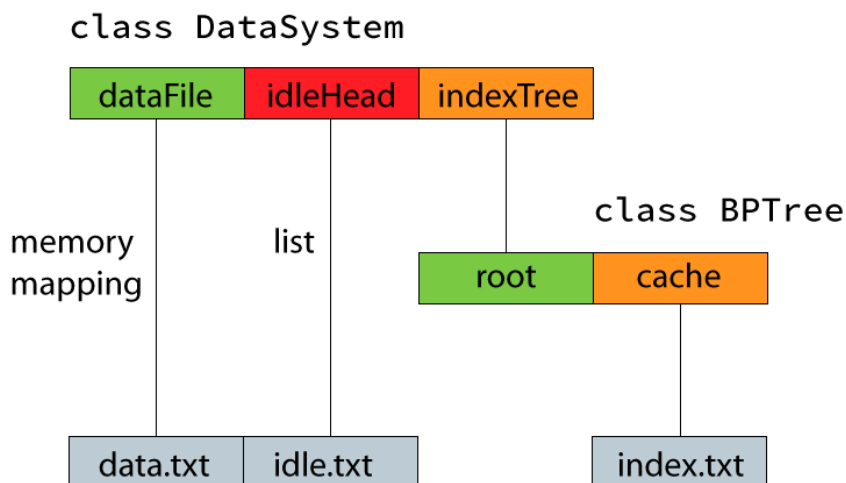 class DataSystem
dataFile idleHead indexTree
class BPTree
memory
mapping
list
root cache
data.txt idle.txt index.txt